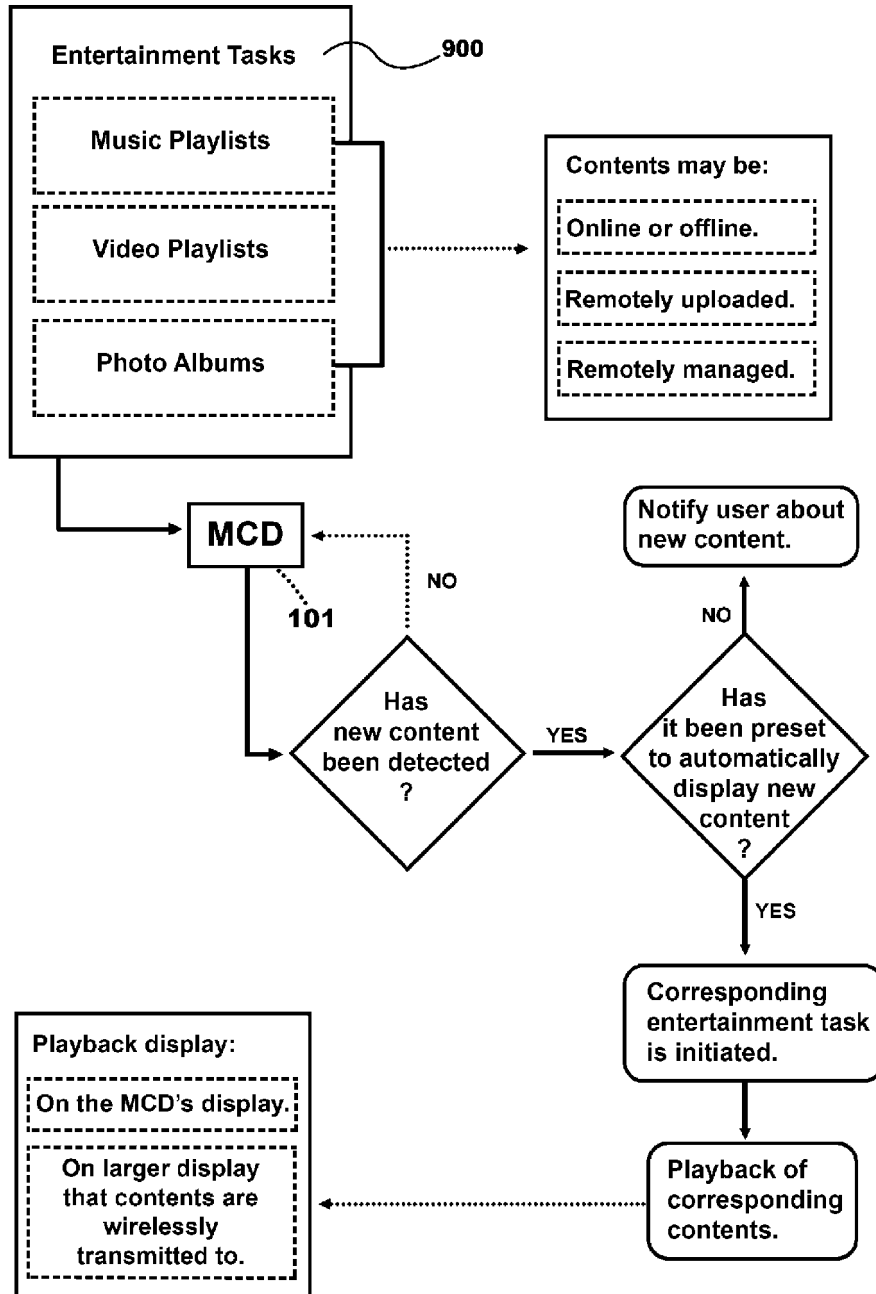 Entertainment Tasks
900
Music Playlists
Video Playlists
Photo Albums
Contents may be:
Online or offline.
Remotely uploaded.
Remotely managed.
MCD
101
NO
Has
new content
been detected
?
YES
Notify user about
new content.
NO
Has
it been preset
to automatically
display new
content
?
YES
Corresponding
entertainment task
is initiated.
Playback of
corresponding
contents.
Playback display:
On the MCD's display.
On larger display
that contents are
wirelessly
transmitted to.